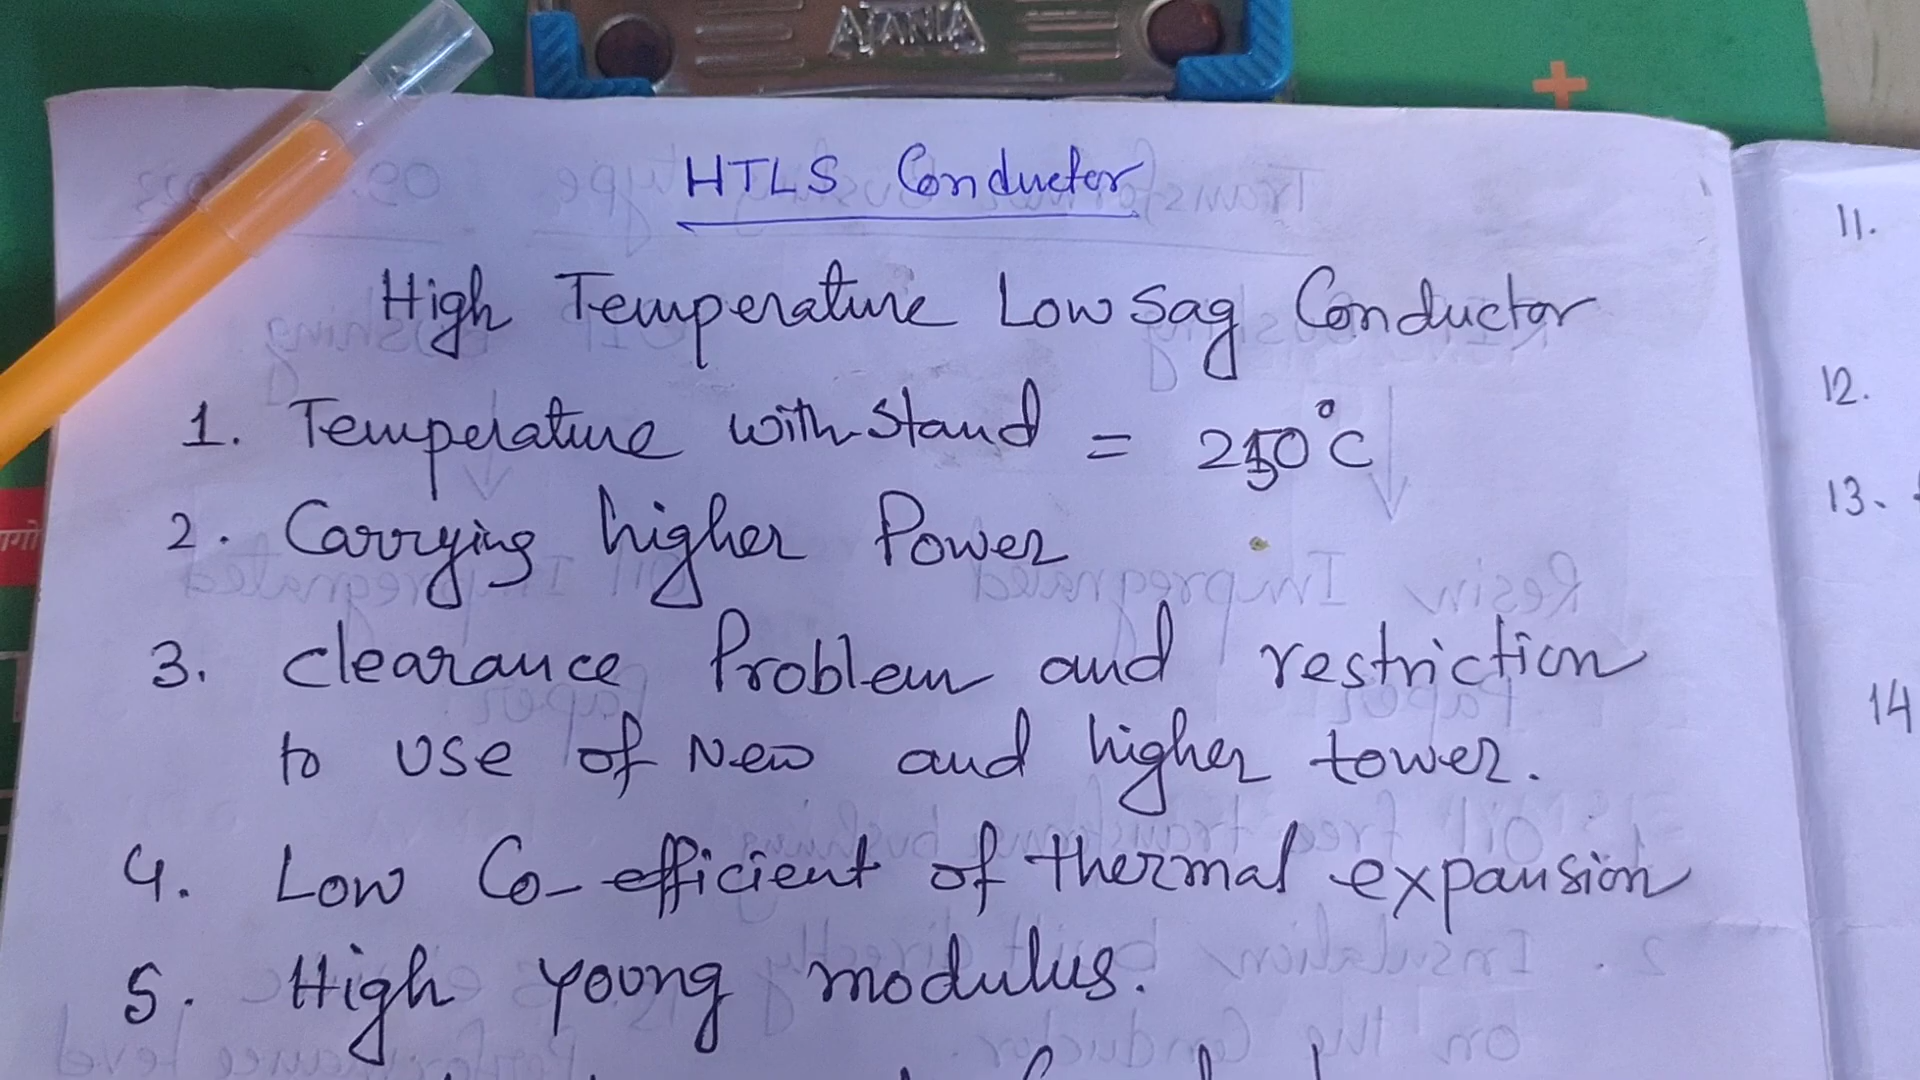 AJANTA
HTLS Conductor
High Temperature Low Sag Conductor
1. Temperature withstand = 250°C
2. Carrying higher Power
3. Clearance Problem and restriction
to use of New and higher tower.
4. Low Co-efficient of thermal expansion
5. High young modulus.
11.
12.
13.
14